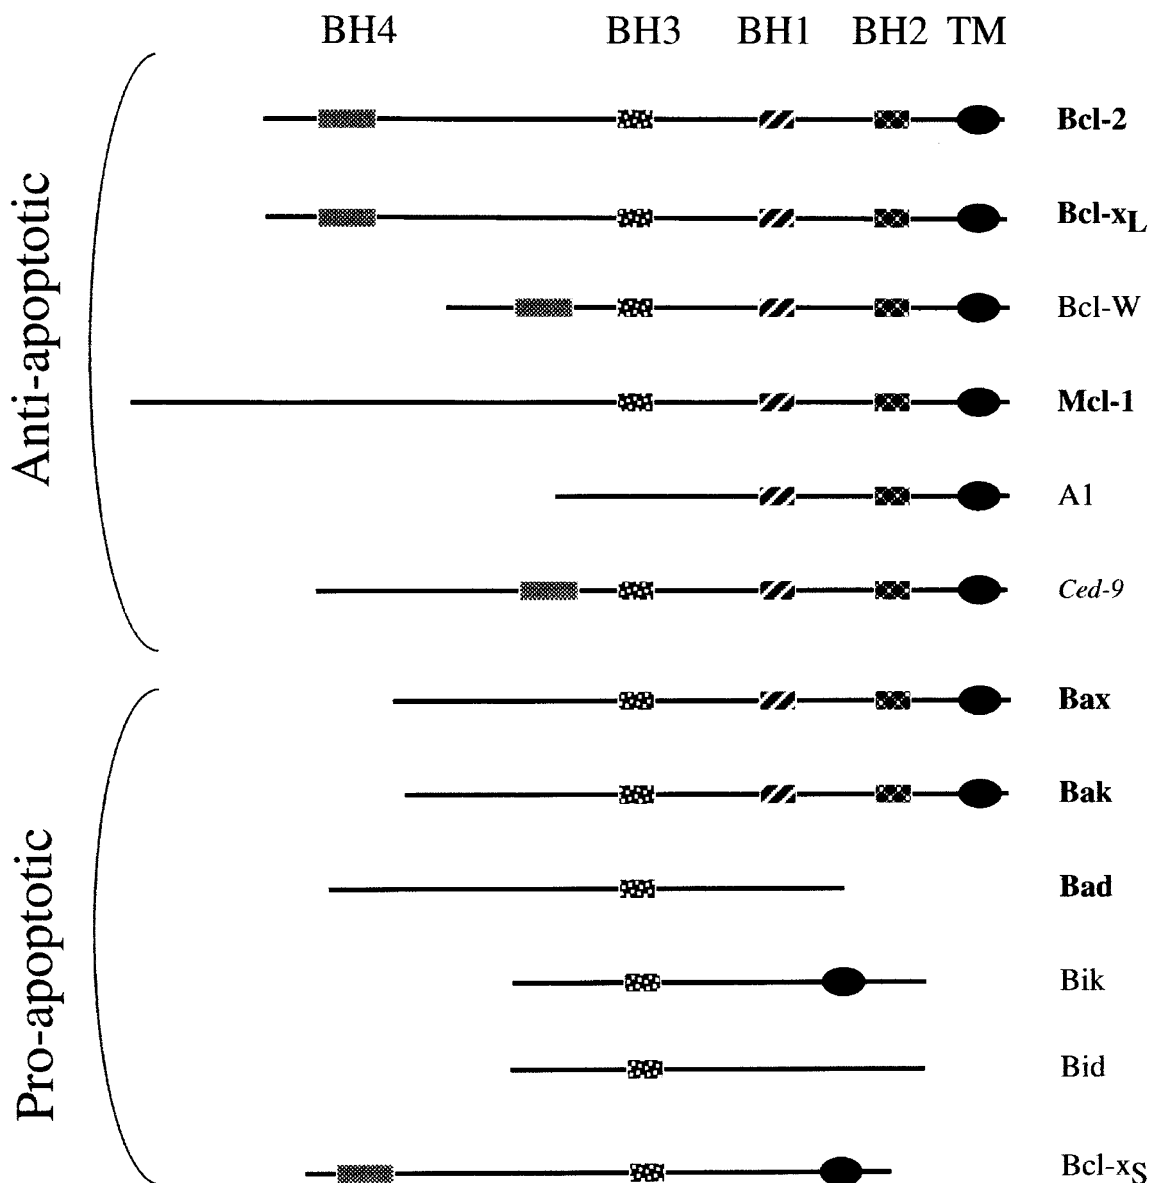 BH4 BH3 BH1 BH2 TM
Anti-apoptotic
Bcl-2
Bcl-xL
Bcl-W
Mcl-1
A1
Ced-9
Pro-apoptotic
Bax
Bak
Bad
Bik
Bid
Bcl-xS